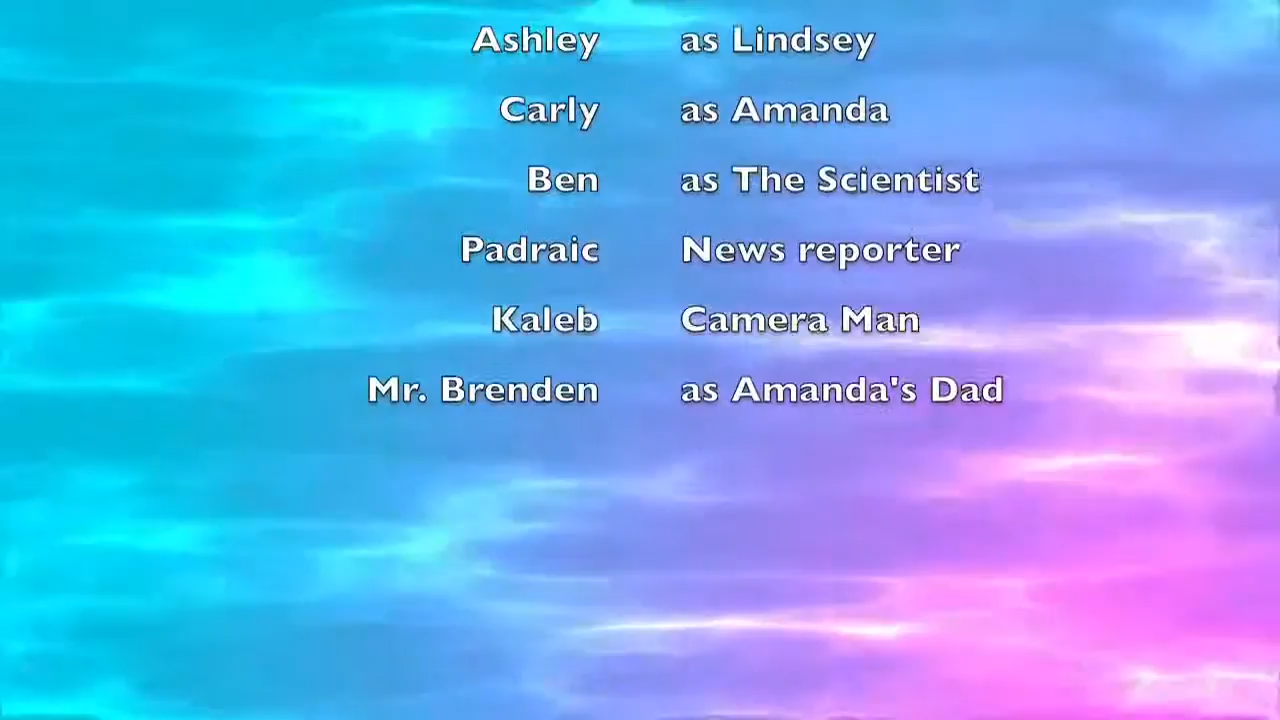 Ashley as Lindsey
Carly as Amanda
Ben as The Scientist
Padraic News reporter
Kaleb Camera Man
Mr. Brenden as Amanda's Dad